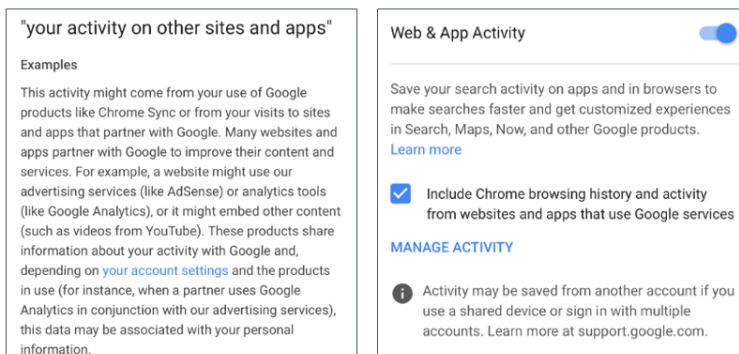 "your activity on other sites and apps"
Examples
This activity might come from your use of Google
products like Chrome Sync or from your visits to sites
and apps that partner with Google. Many websites and
apps partner with Google to improve their content and
services. For example, a website might use our
advertising services (like AdSense) or analytics tools
(like Google Analytics), or it might embed other content
(such as videos from YouTube). These products share
information about your activity with Google and,
depending on your account settings and the products
in use (for instance, when a partner uses Google
Analytics in conjunction with our advertising services),
this data may be associated with your personal
information.
Web & App Activity
Save your search activity on apps and in browsers to
make searches faster and get customized experiences
in Search, Maps, Now, and other Google products.
Learn more
Include Chrome browsing history and activity
from websites and apps that use Google services
MANAGE ACTIVITY
Activity may be saved from another account if you
use a shared device or sign in with multiple
accounts. Learn more at support.google.com.